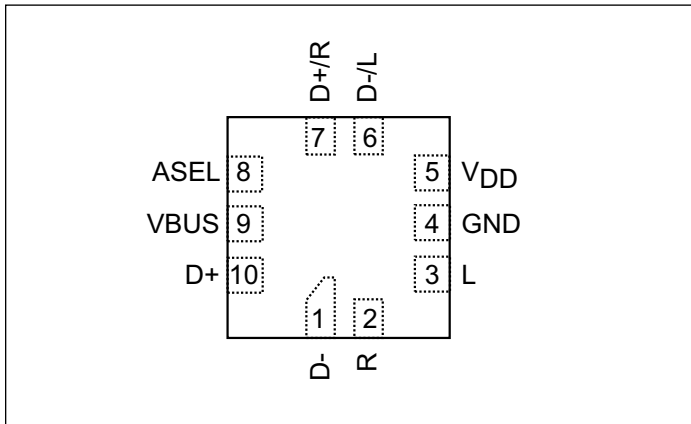 D+/R
D-/L
7 6
ASEL 8 5 VDD
VBUS 9 4 GND
D+ 10 3 L
1 2
D-
R